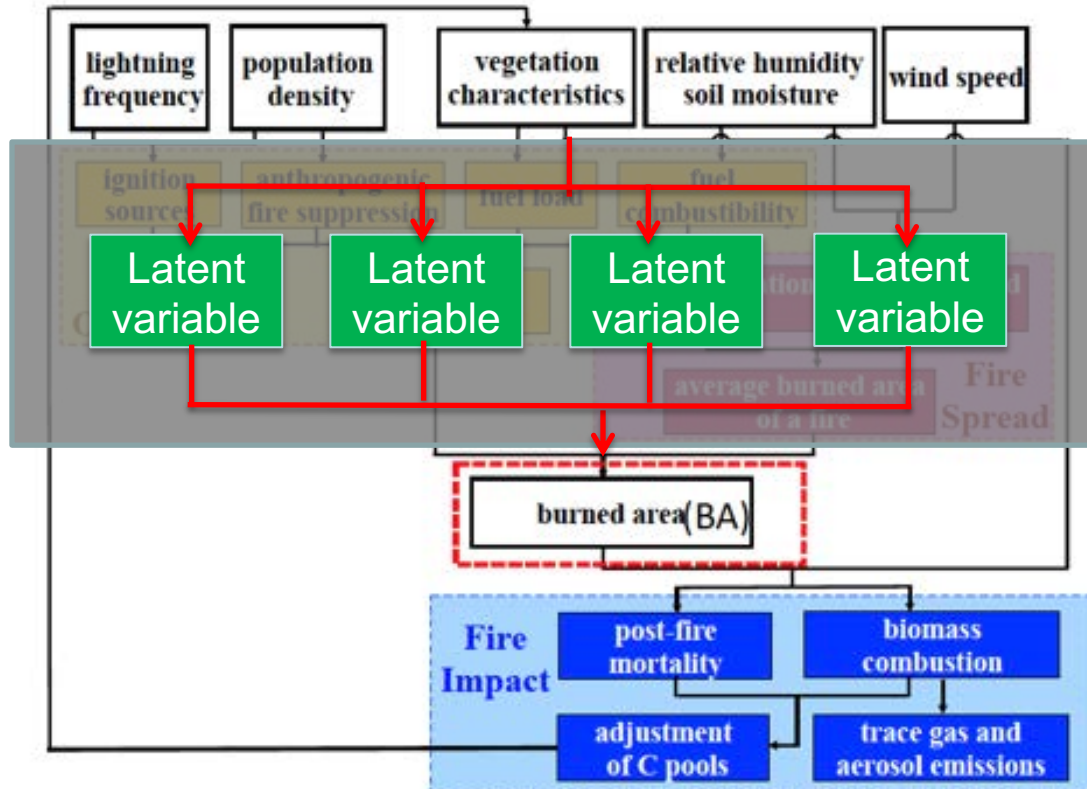 lightning
frequency
population
density
vegetation
characteristics
relative humidity
soil moisture
wind speed
ignition
sources
anthropogenic
fire suppression
fuel load
fuel
combustibility
Latent
variable
Latent
variable
Latent
variable
Latent
variable
average burned area
of a fire
Fire
Spread
burned area(BA)
Fire
Impact
post-fire
mortality
biomass
combustion
adjustment
of C pools
trace gas and
aerosol emissions